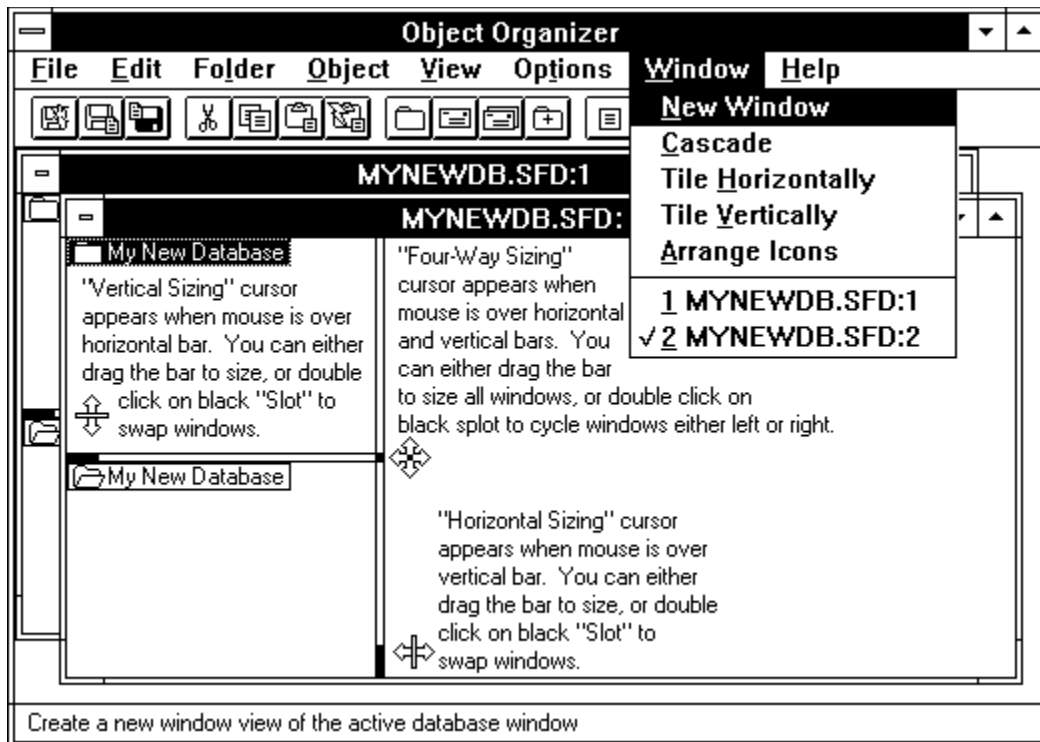 Object Organizer
File Edit Folder Object View Options Window Help
New Window
Cascade
Tile Horizontally
Tile Vertically
Arrange Icons
1 MYNEWDB.SFD:1
✓ 2 MYNEWDB.SFD:2
MYNEWDB.SFD:1
MYNEWDB.SFD:
My New Database
"Vertical Sizing" cursor
appears when mouse is over
horizontal bar. You can either
drag the bar to size, or double
click on black "Slot" to
swap windows.
My New Database
"Four-Way Sizing"
cursor appears when
mouse is over horizontal
and vertical bars. You
can either drag the bar
to size all windows, or double click on
black splot to cycle windows either left or right.
"Horizontal Sizing" cursor
appears when mouse is over
vertical bar. You can either
drag the bar to size, or double
click on black "Slot" to
swap windows.
Create a new window view of the active database window